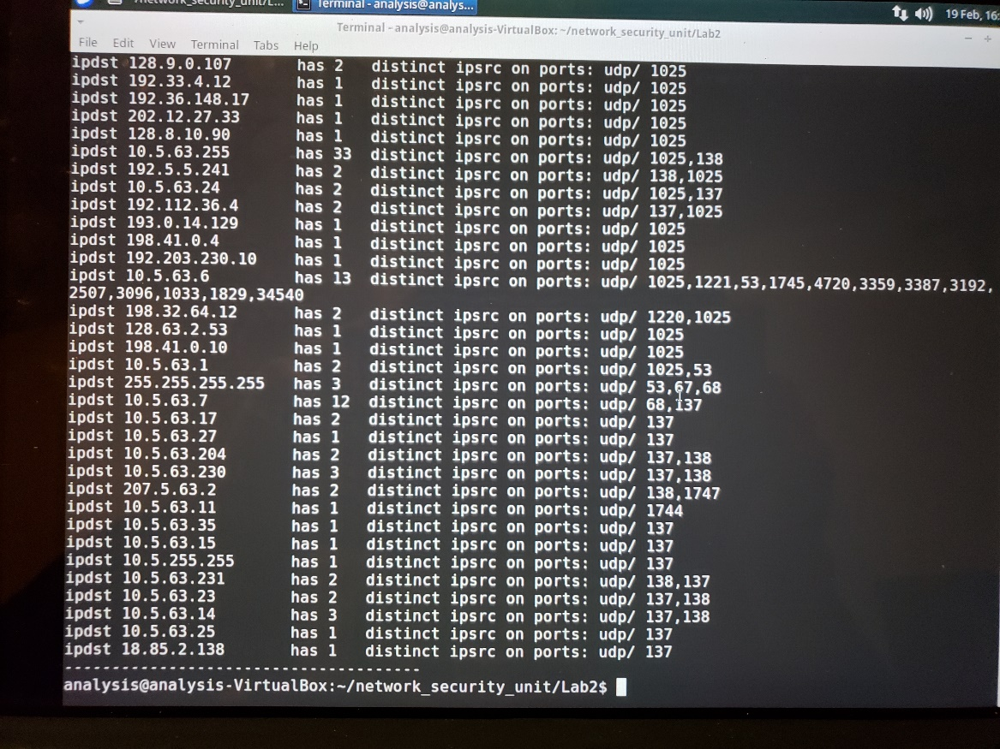 /network_security_unit/L...
Terminal - analysis@analys...
19 Feb, 16:
Terminal - analysis@analysis-VirtualBox: ~/network_security_unit/Lab2
File Edit View Terminal Tabs Help
ipdst 128.9.0.107 has 2 distinct ipsrc on ports: udp/ 1025
ipdst 192.33.4.12 has 1 distinct ipsrc on ports: udp/ 1025
ipdst 192.36.148.17 has 1 distinct ipsrc on ports: udp/ 1025
ipdst 202.12.27.33 has 1 distinct ipsrc on ports: udp/ 1025
ipdst 128.8.10.90 has 1 distinct ipsrc on ports: udp/ 1025
ipdst 10.5.63.255 has 33 distinct ipsrc on ports: udp/ 1025,138
ipdst 192.5.5.241 has 2 distinct ipsrc on ports: udp/ 138,1025
ipdst 10.5.63.24 has 2 distinct ipsrc on ports: udp/ 1025,137
ipdst 192.112.36.4 has 2 distinct ipsrc on ports: udp/ 137,1025
ipdst 193.0.14.129 has 1 distinct ipsrc on ports: udp/ 1025
ipdst 198.41.0.4 has 1 distinct ipsrc on ports: udp/ 1025
ipdst 192.203.230.10 has 1 distinct ipsrc on ports: udp/ 1025
ipdst 10.5.63.6 has 13 distinct ipsrc on ports: udp/ 1025,1221,53,1745,4720,3359,3387,3192,
2507,3096,1033,1829,34540
ipdst 198.32.64.12 has 2 distinct ipsrc on ports: udp/ 1220,1025
ipdst 128.63.2.53 has 1 distinct ipsrc on ports: udp/ 1025
ipdst 198.41.0.10 has 1 distinct ipsrc on ports: udp/ 1025
ipdst 10.5.63.1 has 2 distinct ipsrc on ports: udp/ 1025,53
ipdst 255.255.255.255 has 3 distinct ipsrc on ports: udp/ 53,67,68
ipdst 10.5.63.7 has 12 distinct ipsrc on ports: udp/ 68,137
ipdst 10.5.63.17 has 2 distinct ipsrc on ports: udp/ 137
ipdst 10.5.63.27 has 1 distinct ipsrc on ports: udp/ 137
ipdst 10.5.63.204 has 2 distinct ipsrc on ports: udp/ 137,138
ipdst 10.5.63.230 has 3 distinct ipsrc on ports: udp/ 137,138
ipdst 207.5.63.2 has 2 distinct ipsrc on ports: udp/ 138,1747
ipdst 10.5.63.11 has 1 distinct ipsrc on ports: udp/ 1744
ipdst 10.5.63.35 has 1 distinct ipsrc on ports: udp/ 137
ipdst 10.5.63.15 has 1 distinct ipsrc on ports: udp/ 137
ipdst 10.5.255.255 has 1 distinct ipsrc on ports: udp/ 137
ipdst 10.5.63.231 has 2 distinct ipsrc on ports: udp/ 138,137
ipdst 10.5.63.23 has 2 distinct ipsrc on ports: udp/ 137,138
ipdst 10.5.63.14 has 3 distinct ipsrc on ports: udp/ 137,138
ipdst 10.5.63.25 has 1 distinct ipsrc on ports: udp/ 137
ipdst 18.85.2.138 has 1 distinct ipsrc on ports: udp/ 137
--------------------------------------
analysis@analysis-VirtualBox:~/network_security_unit/Lab2$